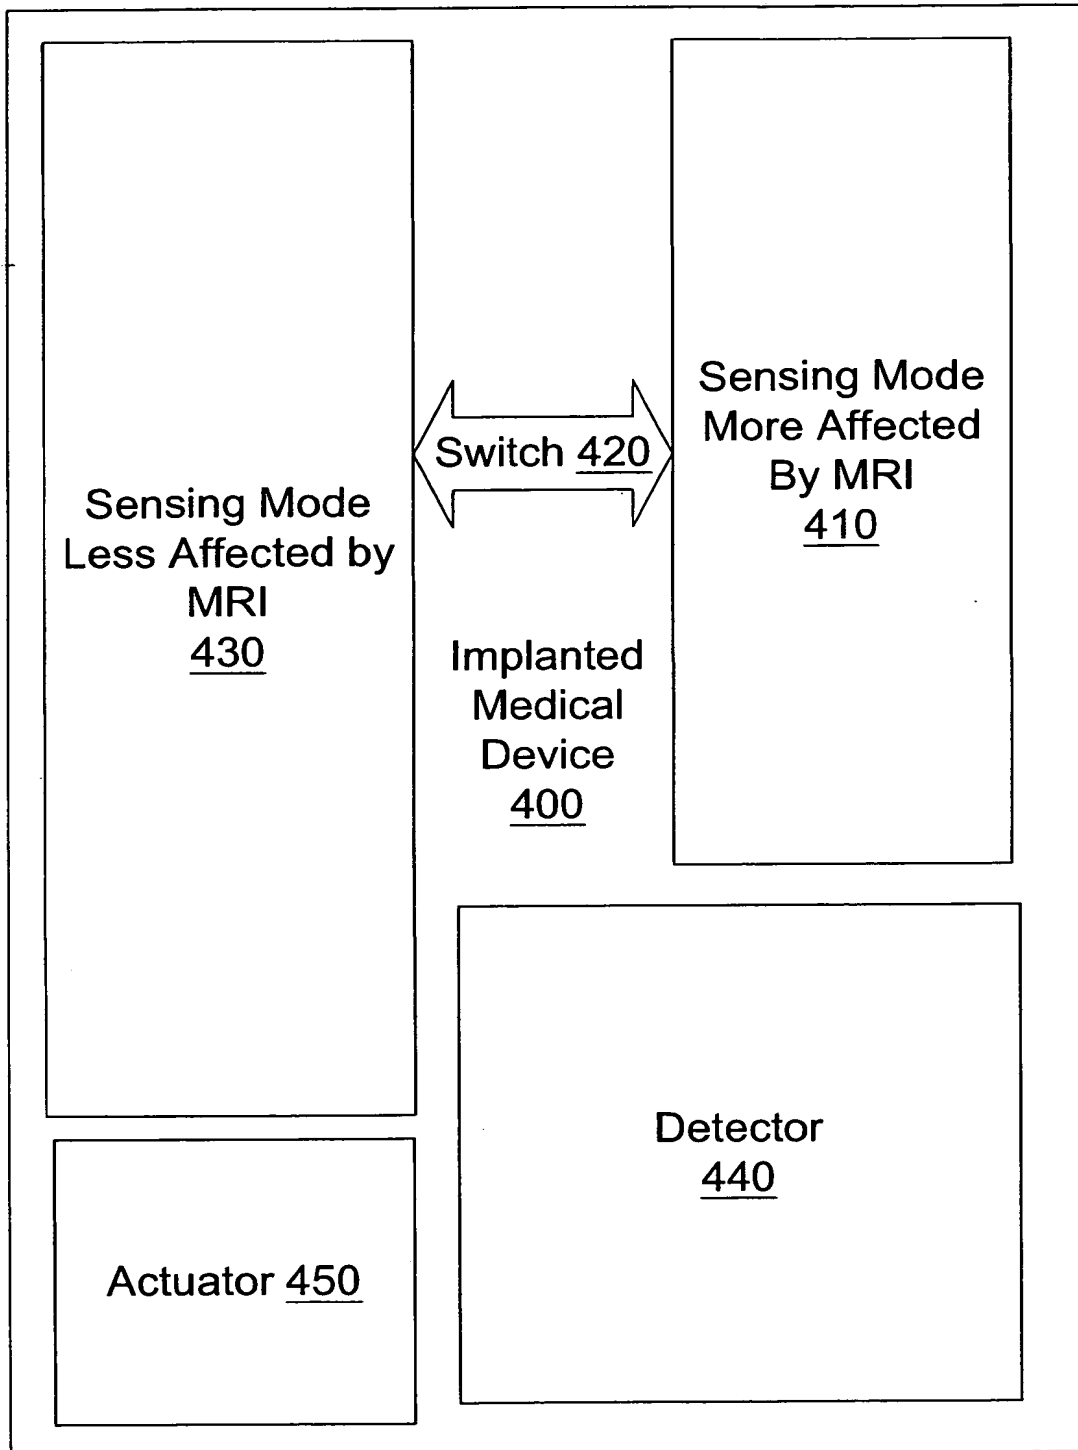 Sensing Mode
Less Affected by
MRI
430
Switch 420
Sensing Mode
More Affected
By MRI
410
Implanted
Medical
Device
400
Detector
440
Actuator 450